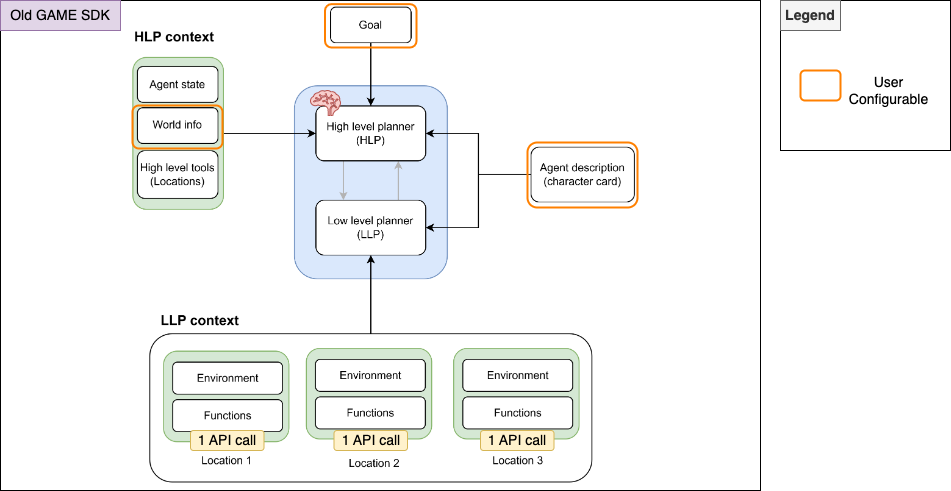 Old GAME SDK
Legend
User
Configurable
Goal
HLP context
Agent state
World info
High level tools
(Locations)
High level planner
(HLP)
Low level planner
(LLP)
Agent description
(character card)
LLP context
Environment
Functions
1 API call
Location 1
Environment
Functions
1 API call
Location 2
Environment
Functions
1 API call
Location 3